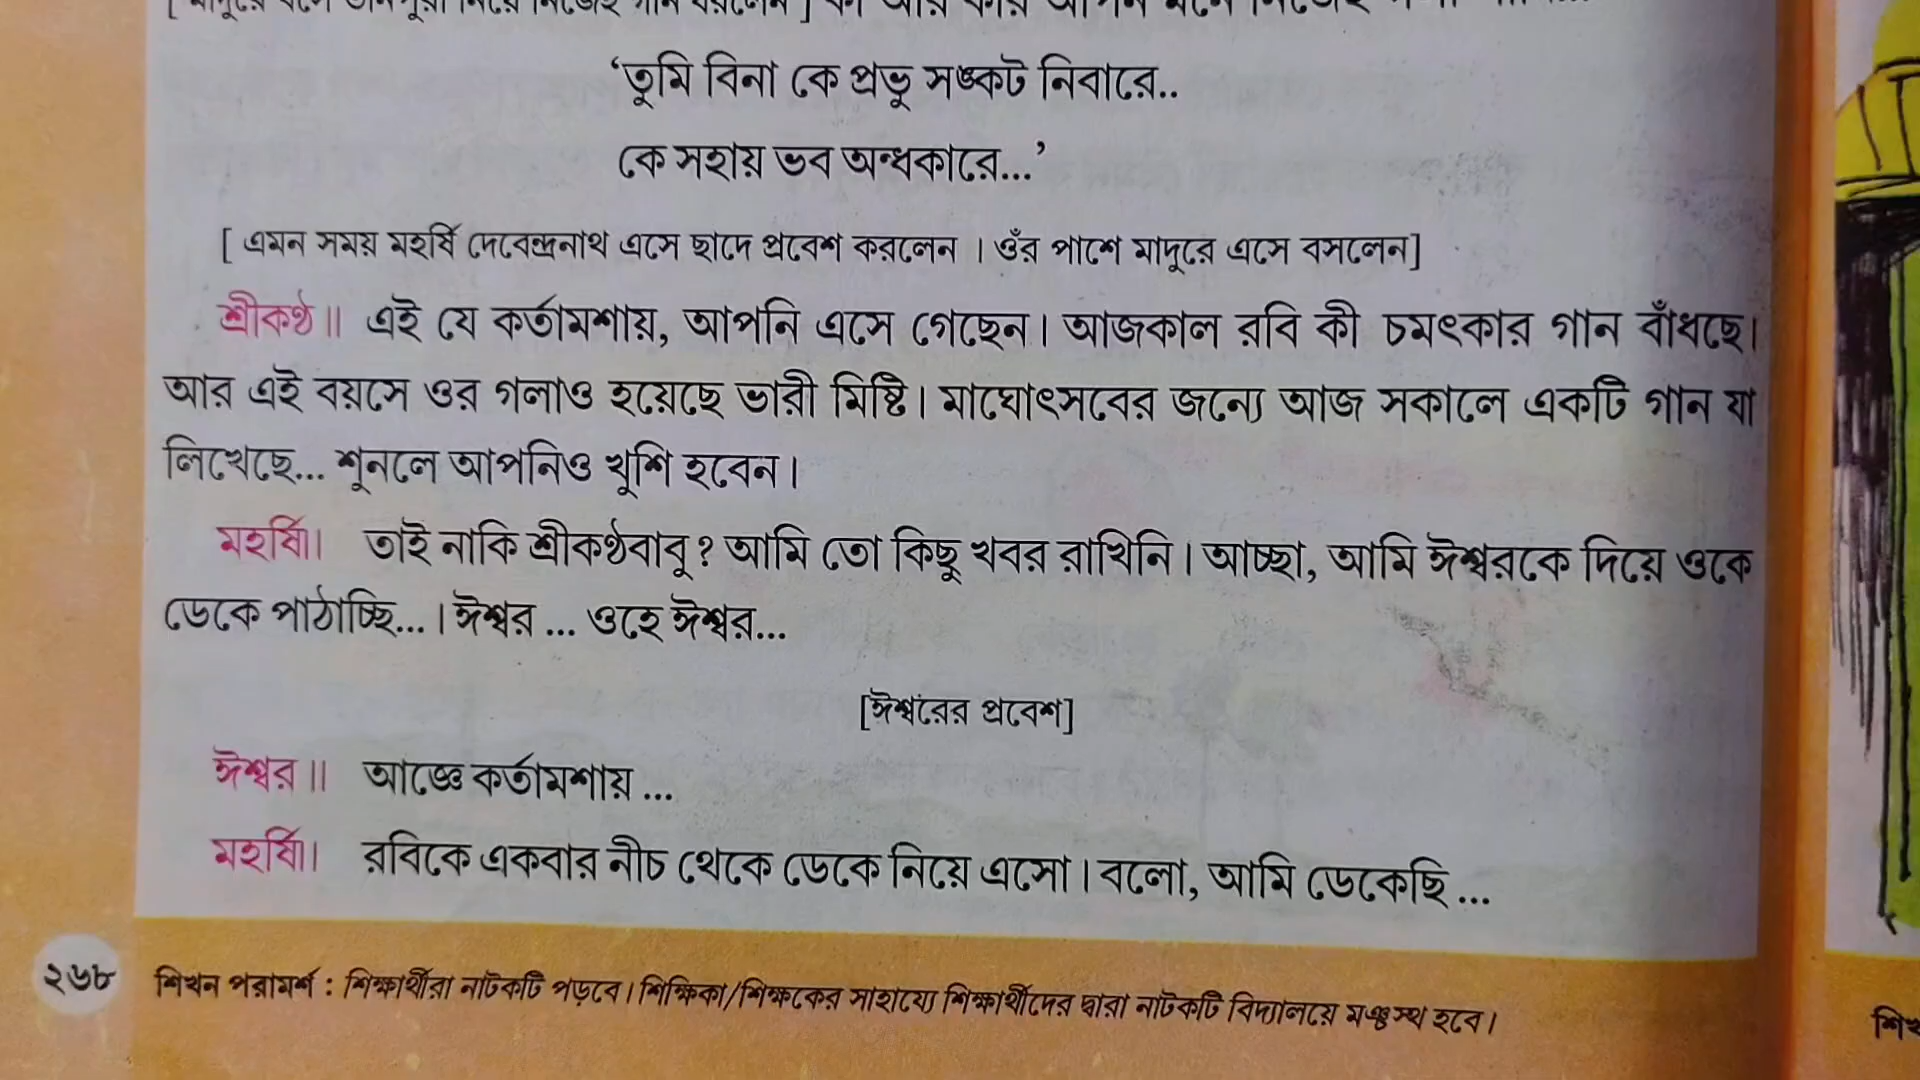 ‘তুমি বিনা কে প্রভু সঙ্কট নিবারে..
কে সহায় ভব অন্ধকারে...’
[ এমন সময় মহর্ষি দেবেন্দ্রনাথ এসে ছাদে প্রবেশ করলেন । ওঁর পাশে মাদুরে এসে বসলেন]
শ্রীকণ্ঠ॥ এই যে কর্তামশায়, আপনি এসে গেছেন। আজকাল রবি কী চমৎকার গান বাঁধছে।
আর এই বয়সে ওর গলাও হয়েছে ভারী মিষ্টি। মাঘোৎসবের জন্যে আজ সকালে একটি গান যা
লিখেছে... শুনলে আপনিও খুশি হবেন।
মহর্ষি॥ তাই নাকি শ্রীকণ্ঠবাবু? আমি তো কিছু খবর রাখিনি। আচ্ছা, আমি ঈশ্বরকে দিয়ে ওকে
ডেকে পাঠাচ্ছি...। ঈশ্বর ... ওহে ঈশ্বর...
[ঈশ্বরের প্রবেশ]
ঈশ্বর॥ আজ্ঞে কর্তামশায় ...
মহর্ষি॥ রবিকে একবার নীচ থেকে ডেকে নিয়ে এসো। বলো, আমি ডেকেছি ...
২৬৮ শিখন পরামর্শ : শিক্ষার্থীরা নাটকটি পড়বে। শিক্ষিকা/শিক্ষকের সাহায্যে শিক্ষার্থীদের দ্বারা নাটকটি বিদ্যালয়ে মঞ্চস্থ হবে।